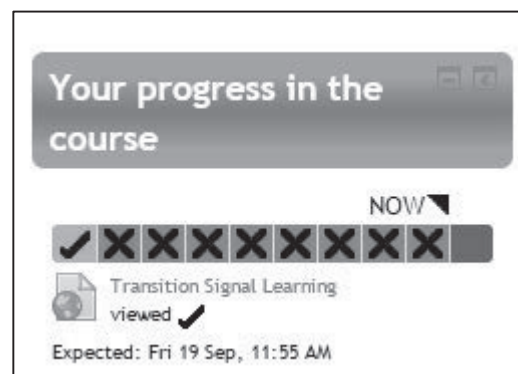 Your progress in the
course
NOW
Transition Signal Learning
viewed
Expected: Fri 19 Sep, 11:55 AM